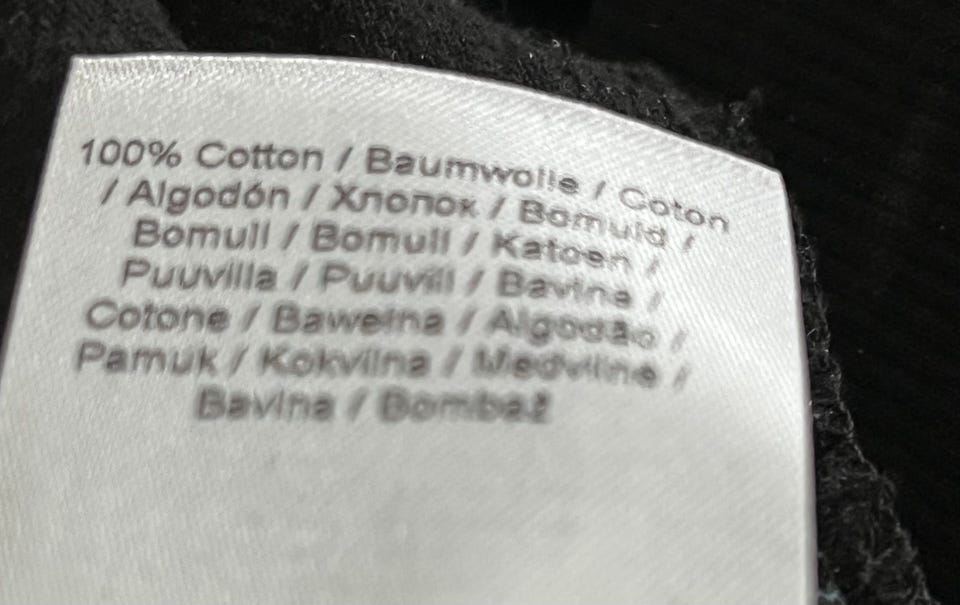 100% Cotton / Baumwolle / Coton
/ Algodón / Хлопок / Bomuld /
Bomull / Bomull / Katoen /
Puuvilla / Puuvill / Bavlna /
Cotone / Bawełna / Algodão /
Pamuk / Kokvilna / Medvilne /
Bavlna / Bombaž